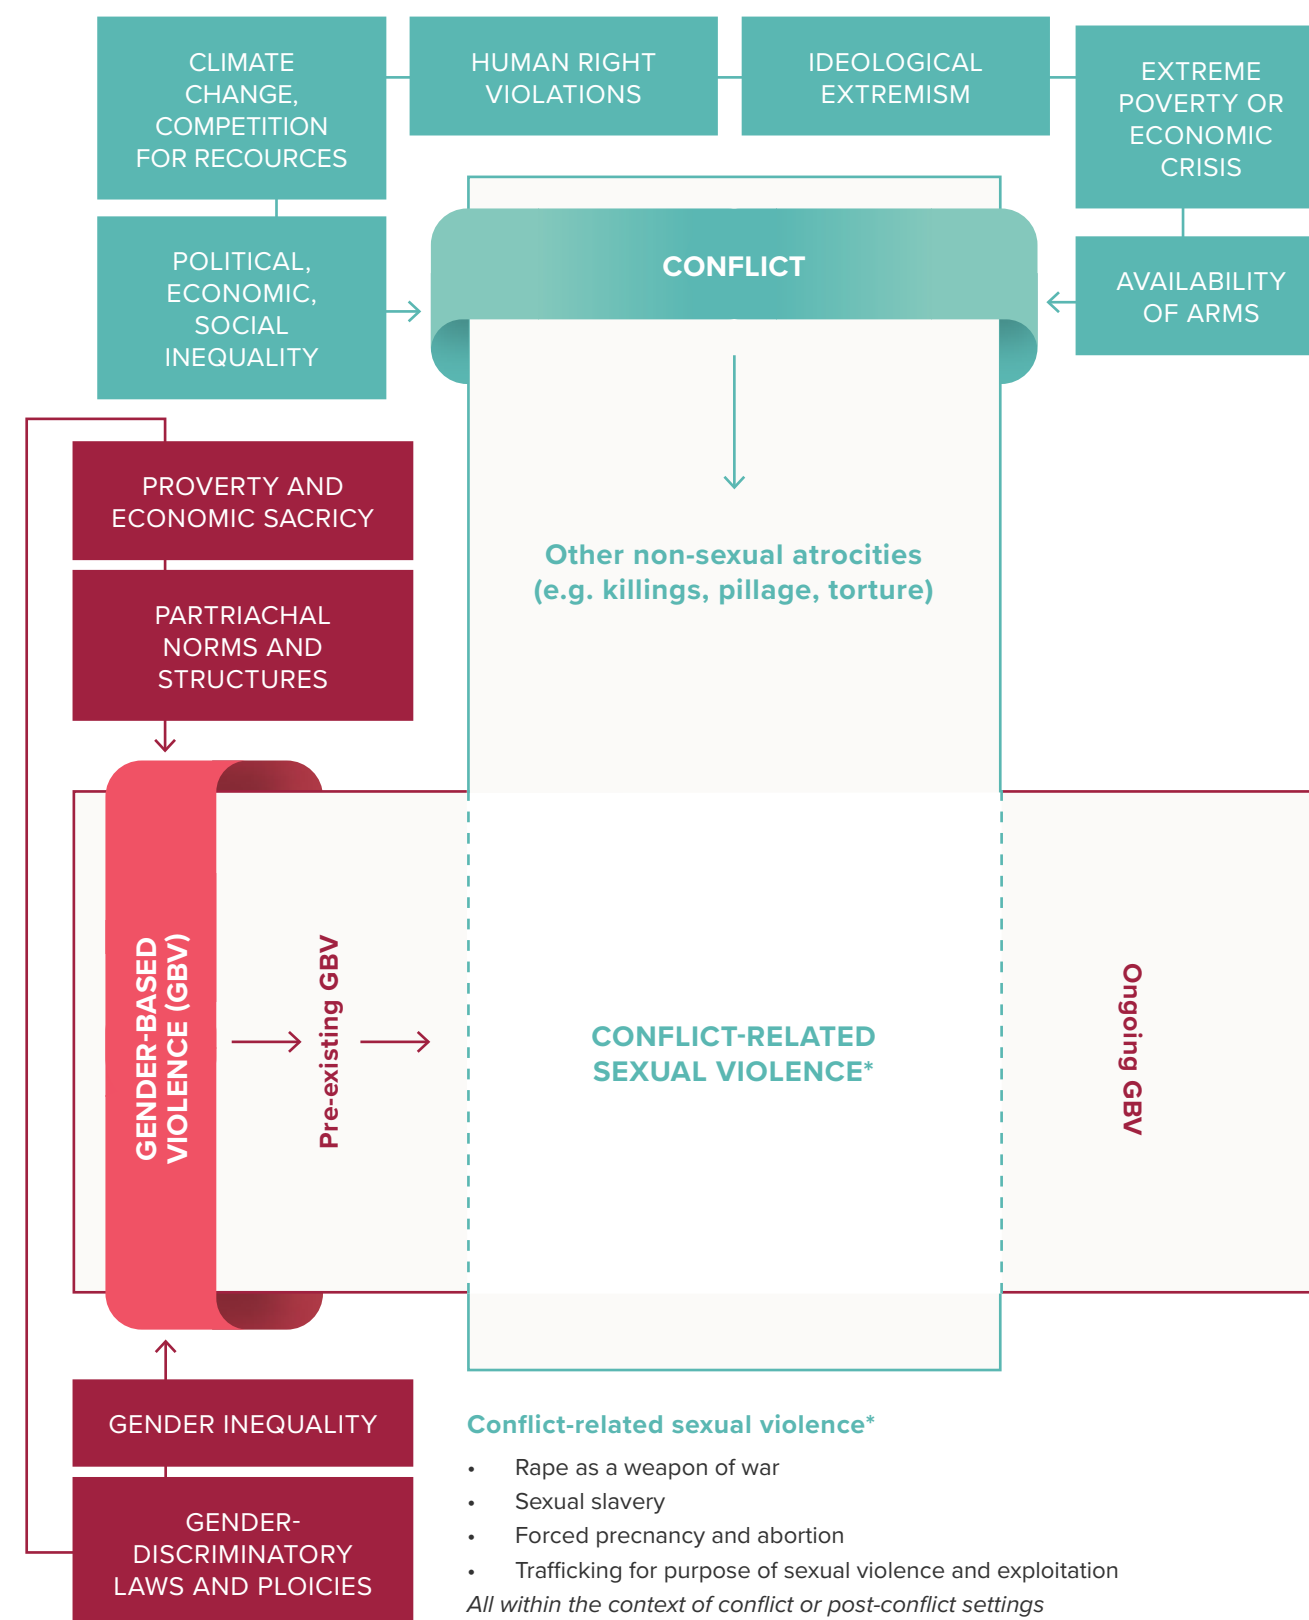 CLIMATE
CHANGE,
COMPETITION
FOR RECOURCES
HUMAN RIGHT
VIOLATIONS
IDEOLOGICAL
EXTREMISM
EXTREME
POVERTY OR
ECONOMIC
CRISIS
POLITICAL,
ECONOMIC,
SOCIAL
INEQUALITY
CONFLICT
AVAILABILITY
OF ARMS
PROVERTY AND
ECONOMIC SACRICY
PARTRIACHAL
NORMS AND
STRUCTURES
Other non-sexual atrocities
(e.g. killings, pillage, torture)
GENDER-BASED
VIOLENCE (GBV)
Pre-existing GBV
CONFLICT-RELATED
SEXUAL VIOLENCE*
Ongoing GBV
GENDER INEQUALITY
GENDER-
DISCRIMINATORY
LAWS AND PLOICIES
Conflict-related sexual violence*
• Rape as a weapon of war
• Sexual slavery
• Forced precnancy and abortion
• Trafficking for purpose of sexual violence and exploitation
All within the context of conflict or post-conflict settings